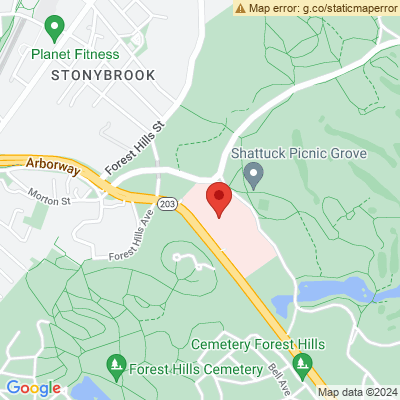 Map error: g.co/staticmaperror
Planet Fitness
STONYBROOK
Forest Hills St
Shattuck Picnic Grove
Arborway
Morton St
203
Forest Hills Ave
Cemetery Forest Hills
Forest Hills Cemetery
Bell Ave
Google
Map data ©2024